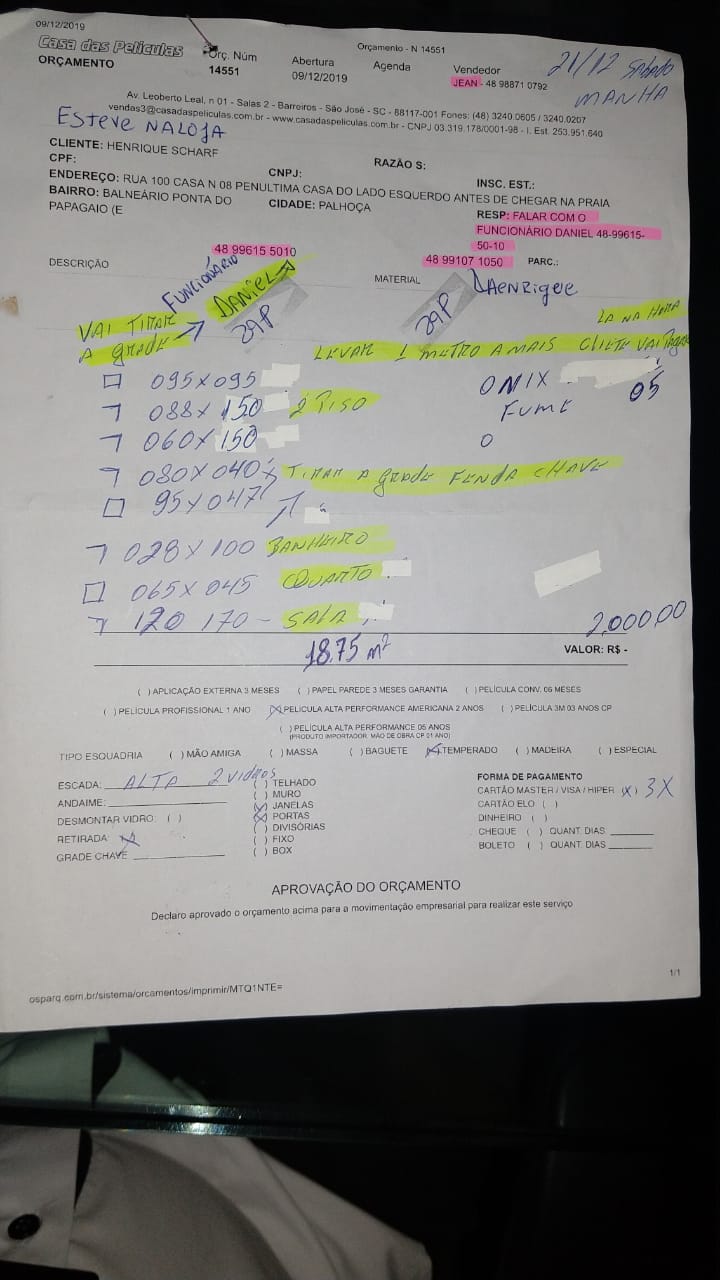 09/12/2019
Orçamento - N 14551
Casa das Películas
ORÇAMENTO
Orç. Núm
14551
Abertura
09/12/2019
Agenda
Vendedor
JEAN - 48 98871 0792
21/12 SABADO
MANHA
Av. Leoberto Leal, n 01 - Salas 2 - Barreiros - São José - SC - 88117-001 Fones: (48) 3240.0605 / 3240.0207
vendas3@casadaspeliculas.com.br - www.casadaspeliculas.com.br - CNPJ 03.319.178/0001-98 - I. Est. 253.951.640
ESTEVE NA LOJA
CLIENTE: HENRIQUE SCHARF
CPF:
CNPJ:
RAZÃO S:
INSC. EST.:
ENDEREÇO: RUA 100 CASA N 08 PENULTIMA CASA DO LADO ESQUERDO ANTES DE CHEGAR NA PRAIA
BAIRRO: BALNEÁRIO PONTA DO
PAPAGAIO (E
CIDADE: PALHOÇA
RESP: FALAR COM O
FUNCIONÁRIO DANIEL 48-99615-
50-10
48 99615 5010
48 99107 1050
PARC.:
DESCRIÇÃO
MATERIAL
FUNCIONÁRIO
DANIEL
VAI TIRAR
A GRADE
39P
39P
LA NA HORA
LEVAR 1 METRO A MAIS CLIETE VAI
095 X 095
ONIX
05
088 X 150 2 PISO
FUME
060 X 150
080 X 040 TIRAR A GRADE FENDA CHAVE
95 X 047
028 X 100 BANHEIRO
065 X 045 QUARTO
120 170 - SALA
2.000,00
18.75 m²
VALOR: R$ -
( ) APLICAÇÃO EXTERNA 3 MESES ( ) PAPEL PAREDE 3 MESES GARANTIA ( ) PELÍCULA CONV. 06 MESES
( ) PELÍCULA PROFISSIONAL 1 ANO (X) PELICULA ALTA PERFORMANCE AMERICANA 2 ANOS ( ) PELÍCULA 3M 03 ANOS CP
( ) PELÍCULA ALTA PERFORMANCE 05 ANOS
(PRODUTO IMPORTADOR. MÃO DE OBRA CP 01 ANO)
TIPO ESQUADRIA ( ) MÃO AMIGA ( ) MASSA ( ) BAGUETE (X) TEMPERADO ( ) MADEIRA ( ) ESPECIAL
ESCADA: ALTA 2 VIDROS
ANDAIME:
DESMONTAR VIDRO: ( )
RETIRADA: X
GRADE CHAVE
( ) TELHADO
( ) MURO
(X) JANELAS
(X) PORTAS
( ) DIVISÓRIAS
( ) FIXO
( ) BOX
FORMA DE PAGAMENTO
CARTÃO MASTER / VISA / HIPER (X) 3X
CARTÃO ELO ( )
DINHEIRO ( )
CHEQUE ( ) QUANT. DIAS
BOLETO ( ) QUANT. DIAS
APROVAÇÃO DO ORÇAMENTO
Declaro aprovado o orçamento acima para a movimentação empresarial para realizar este serviço
1/1
osparq.com.br/sistema/orcamentos/imprimir/MTQ1NTE=